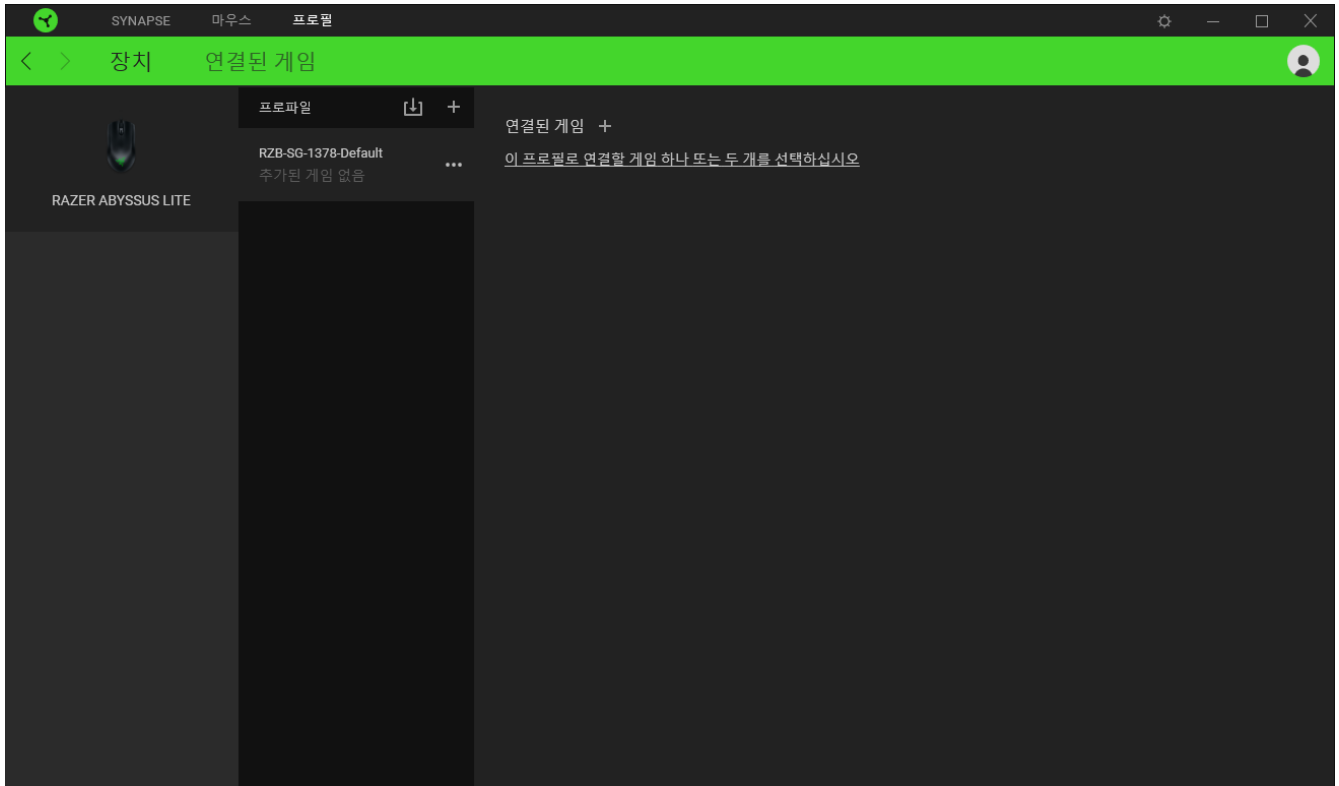 SYNAPSE 마우스 프로필
장치 연결된 게임
RAZER ABYSSUS LITE
프로파일
RZB-SG-1378-Default
추가된 게임 없음
연결된 게임
이 프로필로 연결할 게임 하나 또는 두 개를 선택하십시오